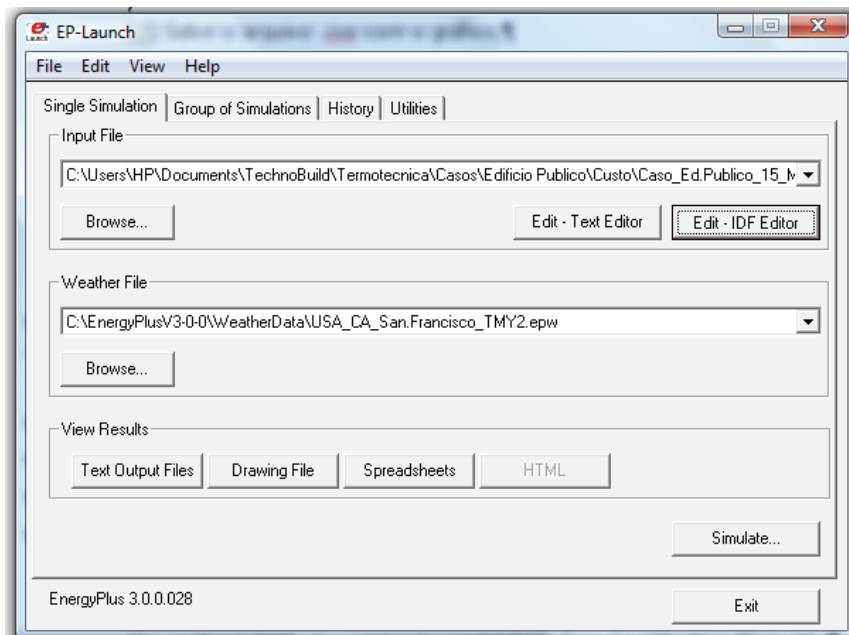 EP-Launch
File Edit View Help
Single Simulation Group of Simulations History Utilities
Input File
C:\Users\HP\Documents\TechnoBuild\Termotecnica\Casos\Edificio Publico\Custo\Caso_Ed.Publico_15_
Browse... Edit - Text Editor Edit - IDF Editor
Weather File
C:\EnergyPlusV3-0-0\WeatherData\USA_CA_San.Francisco_TMY2.epw
Browse...
View Results
Text Output Files Drawing File Spreadsheets HTML
Simulate...
EnergyPlus 3.0.0.028
Exit